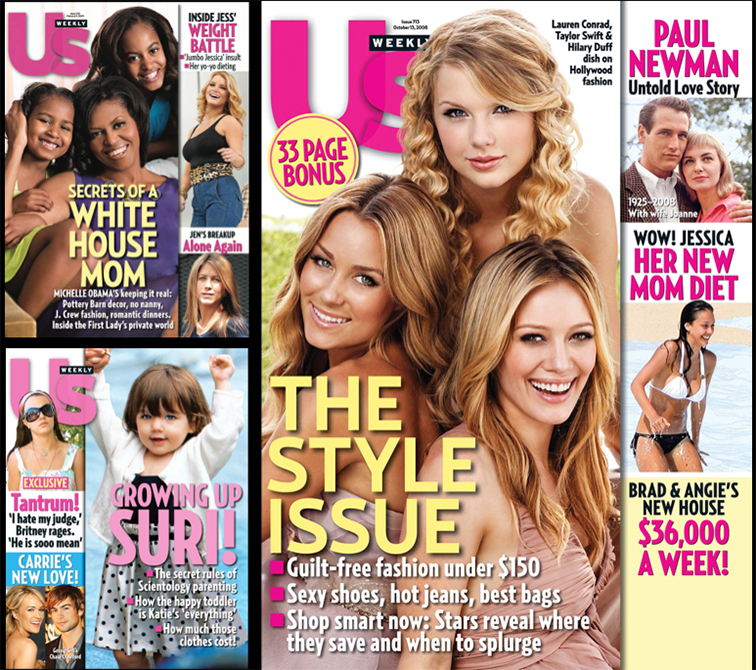 Us
WEEKLY
INSIDE JESS'
WEIGHT
BATTLE
'Jumbo Jessica' insult
Her yo-yo dieting
SECRETS OF A
WHITE
HOUSE
MOM
MICHELLE OBAMA'S keeping it real:
Pottery Barn decor, no nanny,
J. Crew fashion, romantic dinners.
Inside the First Lady's private world
JEN'S BREAKUP
Alone Again
Us
WEEKLY
EXCLUSIVE
Tantrum!
'I hate my judge,'
Britney rages.
'He is sooo mean'
CARRIE'S
NEW LOVE!
GROWING UP
SURI!
The secret rules of
Scientology parenting
How the happy toddler
is Katie's 'everything'
How much those
clothes cost!
Us
WEEKLY
Issue 713
October 13, 2008
Lauren Conrad,
Taylor Swift &
Hilary Duff
dish on
Hollywood
fashion
33 PAGE
BONUS
THE
STYLE
ISSUE
Guilt-free fashion under $150
Sexy shoes, hot jeans, best bags
Shop smart now: Stars reveal where
they save and when to splurge
PAUL
NEWMAN
Untold Love Story
1925–2008
With wife Joanne
WOW! JESSICA
HER NEW
MOM DIET
BRAD & ANGIE'S
NEW HOUSE
$36,000
A WEEK!